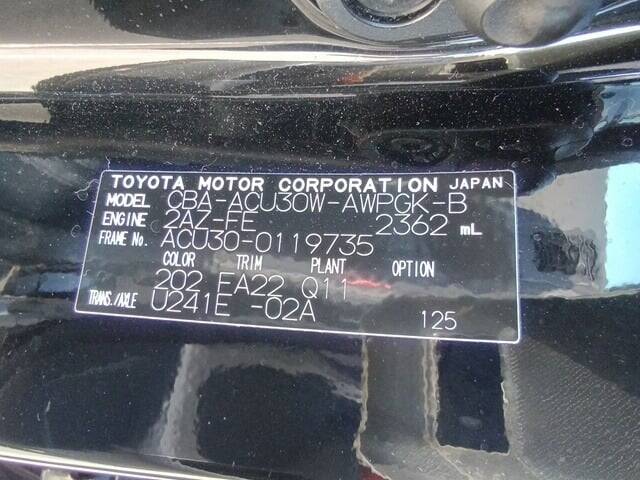 TOYOTA MOTOR CORPORATION JAPAN
MODEL CBA-ACU30W-AWPGK-B
ENGINE 2AZ-FE 2362 mL
FRAME No. ACU30-0119735
COLOR TRIM PLANT OPTION
202 FA22 Q11
TRANS./AXLE U241E -02A 125